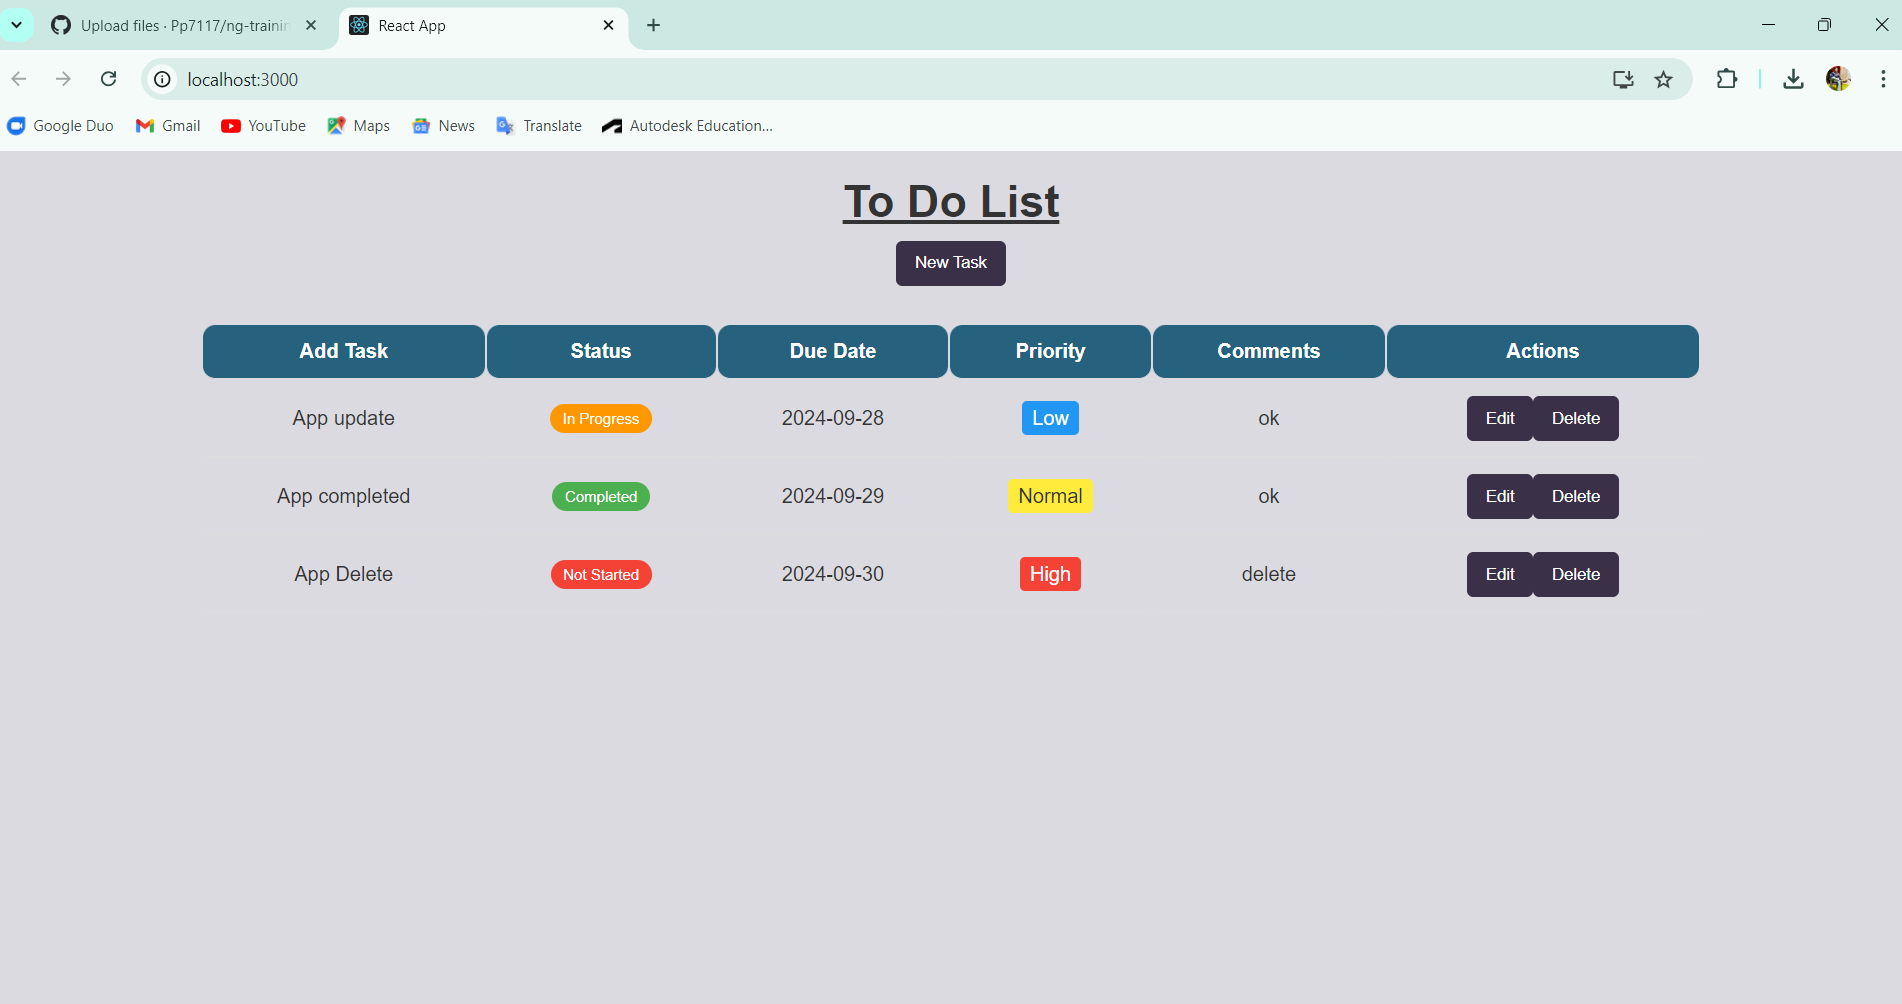 Upload files · Pp7117/ng-trainin
React App
localhost:3000
Google Duo Gmail YouTube Maps News Translate Autodesk Education...
To Do List
New Task
Add Task Status Due Date Priority Comments Actions
App update In Progress 2024-09-28 Low ok Edit Delete
App completed Completed 2024-09-29 Normal ok Edit Delete
App Delete Not Started 2024-09-30 High delete Edit Delete